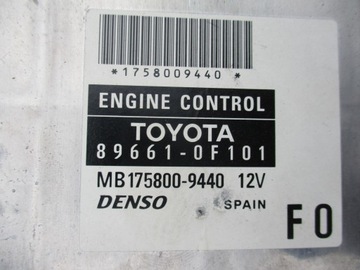 *1758009440*
ENGINE CONTROL
TOYOTA
89661-0F101
MB175800-9440 12V
DENSO SPAIN
F0